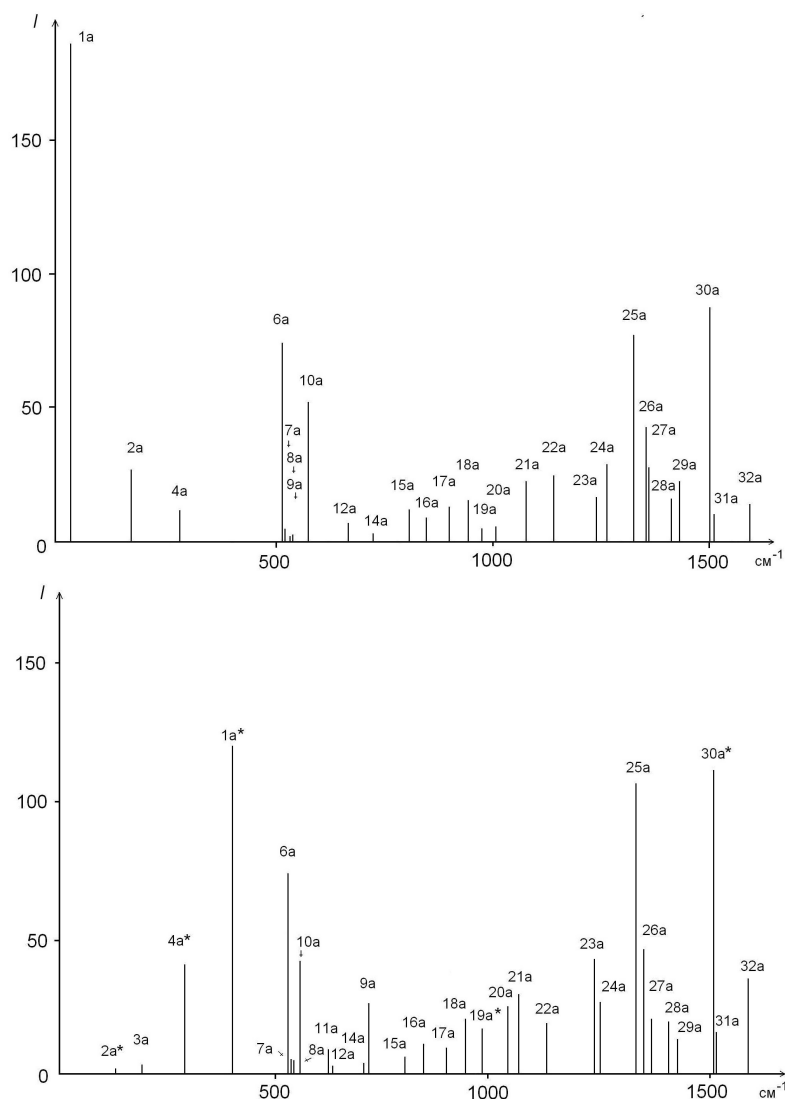 I
1a
150
100
30a
6a
25a
50
10a
26a
7a
27a
2a
8a
18a
22a
24a
29a
9a
17a
21a
4a
15a
20a
23a
28a
32a
12a
16a
19a
31a
14a
0
500
1000
1500
см⁻¹
I
150
1a*
30a*
25a
100
6a
50
4a*
10a
23a
26a
9a
21a
20a
32a
18a
19a*
24a
27a
28a
3a
11a
14a
16a
22a
31a
2a*
7a
8a
12a
15a
17a
29a
0
500
1000
1500
см⁻¹